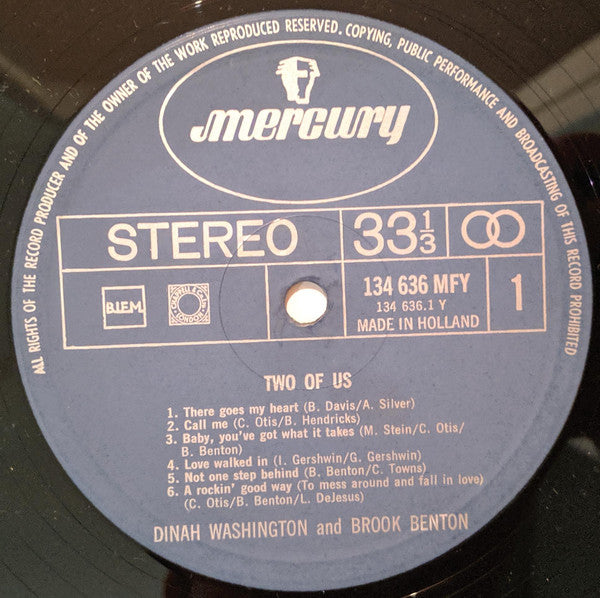 ALL RIGHTS OF THE RECORD PRODUCER AND OF THE OWNER OF THE WORK REPRODUCED RESERVED. COPYING, PUBLIC PERFORMANCE AND BROADCASTING OF THIS RECORD PROHIBITED
mercury
STEREO
33 1/3
B.I.E.M.
134 636 MFY
134 636.1 Y
MADE IN HOLLAND
1
TWO OF US
1. There goes my heart (B. Davis/A. Silver)
2. Call me (C. Otis/B. Hendricks)
3. Baby, you've got what it takes (M. Stein/C. Otis/
B. Benton)
4. Love walked in (I. Gershwin/G. Gershwin)
5. Not one step behind (B. Benton/C. Towns)
6. A rockin' good way (To mess around and fall in love)
(C. Otis/B. Benton/L. DeJesus)
DINAH WASHINGTON and BROOK BENTON